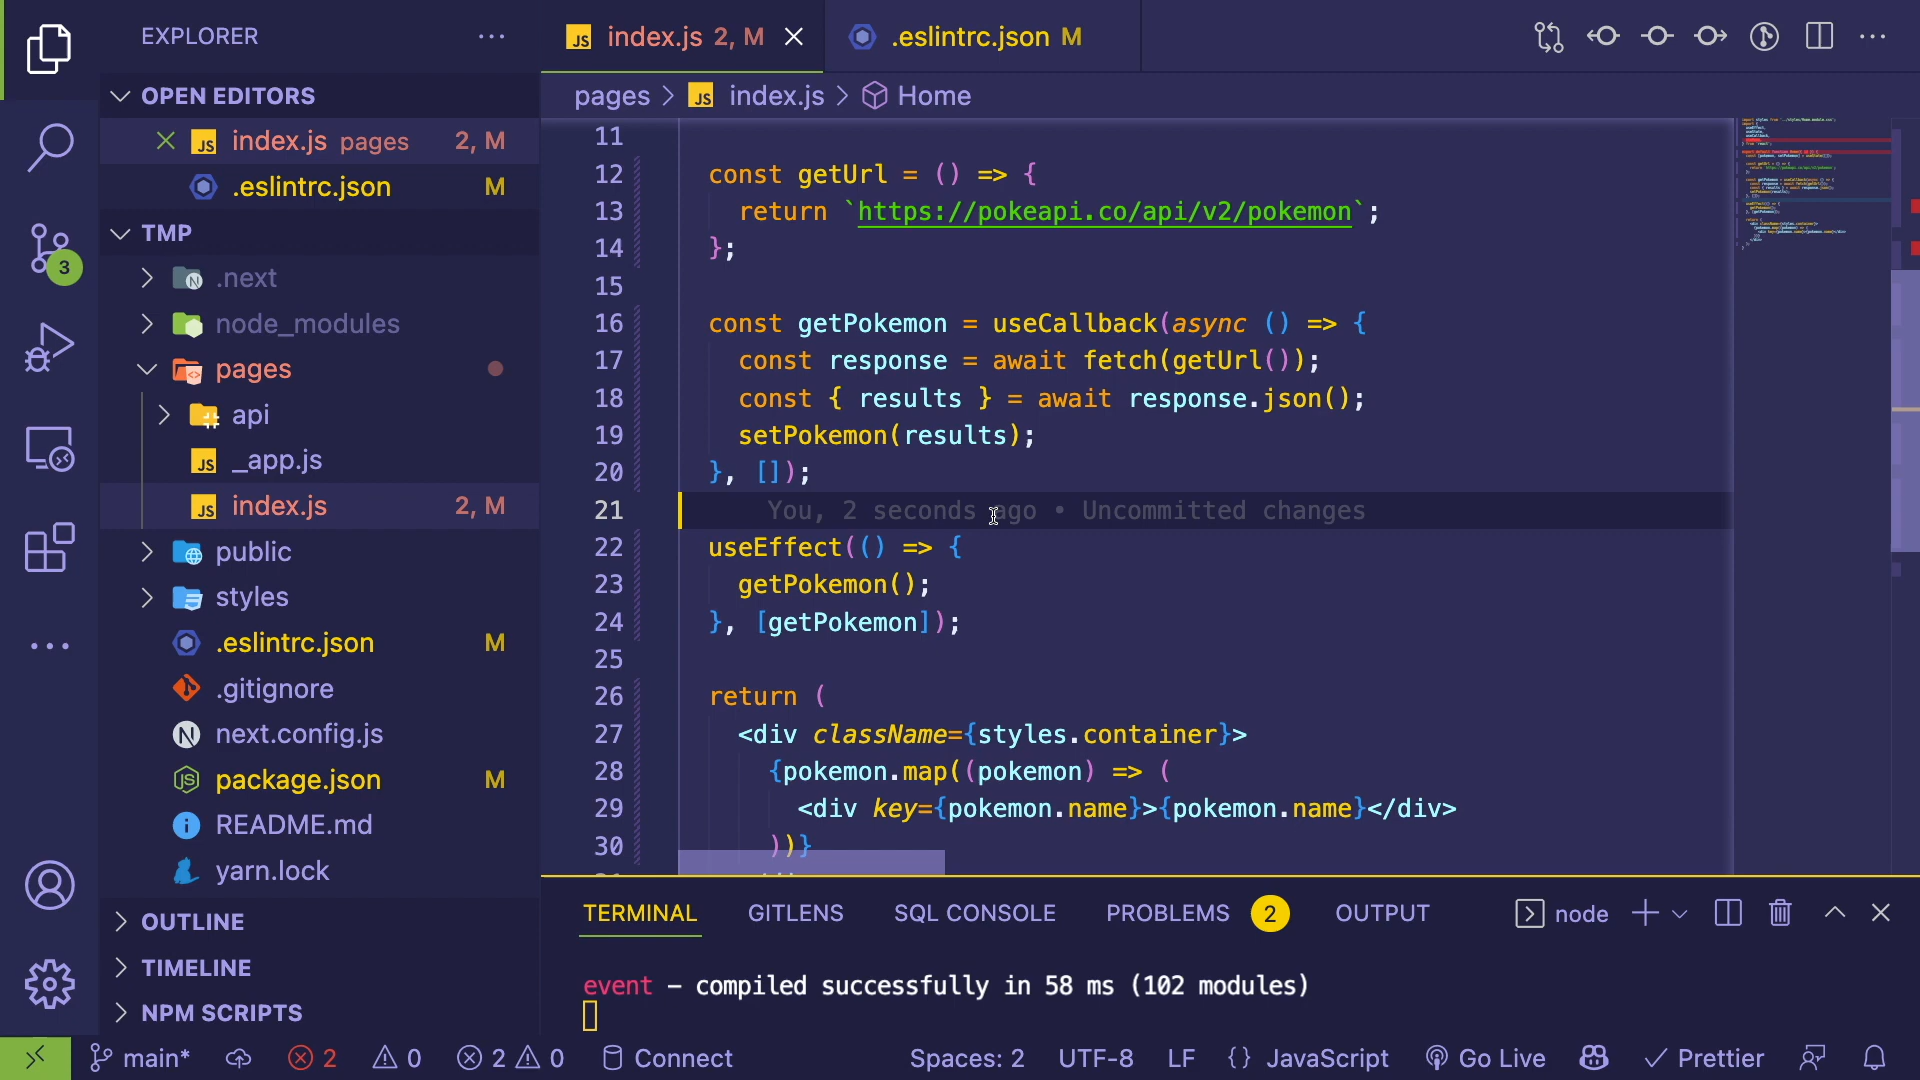 EXPLORER
index.js 2, M
.eslintrc.json M
OPEN EDITORS
index.js pages 2, M
.eslintrc.json M
TMP
.next
node_modules
pages
api
_app.js
index.js 2, M
public
styles
.eslintrc.json M
.gitignore
next.config.js
package.json M
README.md
yarn.lock
OUTLINE
TIMELINE
NPM SCRIPTS
3
pages > JS index.js > Home
11
12 const getUrl = () => {
13 return `https://pokeapi.co/api/v2/pokemon`;
14 };
15
16 const getPokemon = useCallback(async () => {
17 const response = await fetch(getUrl());
18 const { results } = await response.json();
19 setPokemon(results);
20 }, []);
21 You, 2 seconds ago • Uncommitted changes
22 useEffect(() => {
23 getPokemon();
24 }, [getPokemon]);
25
26 return (
27 <div className={styles.container}>
28 {pokemon.map((pokemon) => (
29 <div key={pokemon.name}>{pokemon.name}</div>
30 ))}
TERMINAL GITLENS SQL CONSOLE PROBLEMS 2 OUTPUT node
event - compiled successfully in 58 ms (102 modules)
main* 2 0 2 0 Connect Spaces: 2 UTF-8 LF {} JavaScript Go Live Prettier